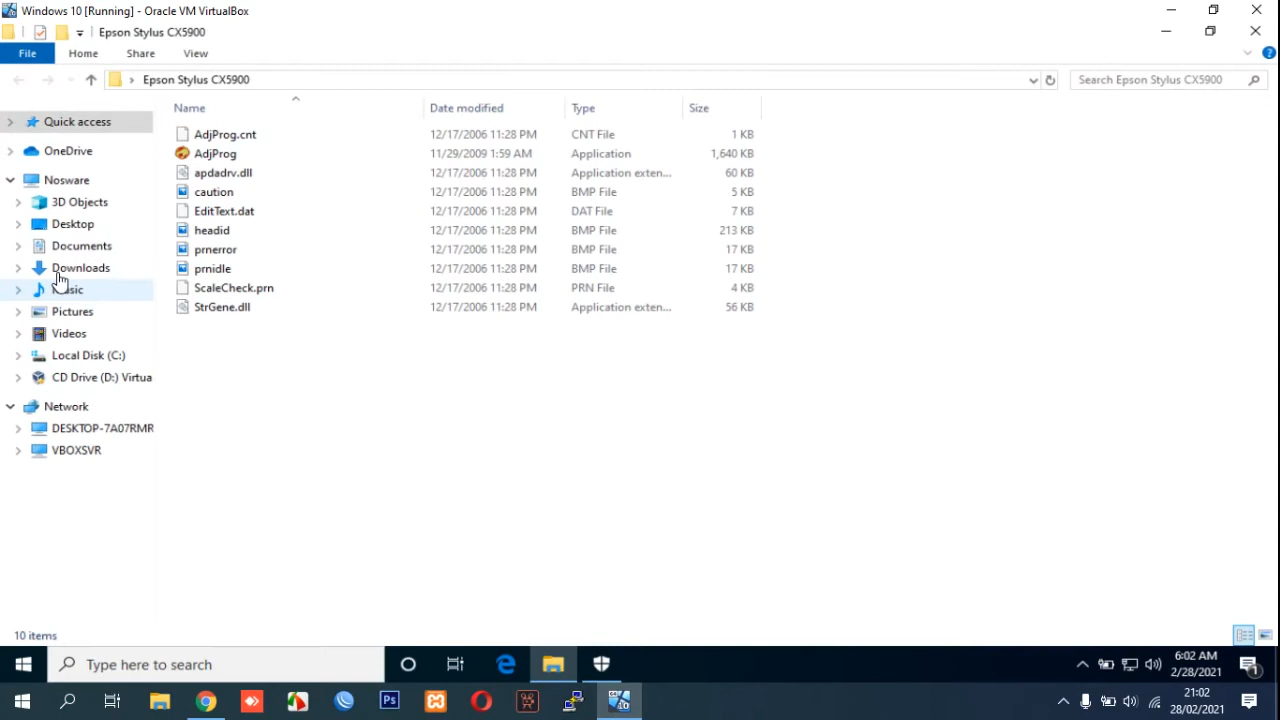 Windows 10 [Running] - Oracle VM VirtualBox
Epson Stylus CX5900
File Home Share View
Epson Stylus CX5900 Search Epson Stylus CX5900
Name Date modified Type Size
Quick access
OneDrive
Nosware
3D Objects
Desktop
Documents
Downloads
Music
Pictures
Videos
Local Disk (C:)
CD Drive (D:) Virtua
Network
DESKTOP-7A07RMR
VBOXSVR
AdjProg.cnt 12/17/2006 11:28 PM CNT File 1 KB
AdjProg 11/29/2009 1:59 AM Application 1,640 KB
apdadrv.dll 12/17/2006 11:28 PM Application exten... 60 KB
caution 12/17/2006 11:28 PM BMP File 5 KB
EditText.dat 12/17/2006 11:28 PM DAT File 7 KB
headid 12/17/2006 11:28 PM BMP File 213 KB
prnerror 12/17/2006 11:28 PM BMP File 17 KB
prnidle 12/17/2006 11:28 PM BMP File 17 KB
ScaleCheck.prn 12/17/2006 11:28 PM PRN File 4 KB
StrGene.dll 12/17/2006 11:28 PM Application exten... 56 KB
10 items
Type here to search
6:02 AM
2/28/2021
1
Ps
10
21:02
28/02/2021